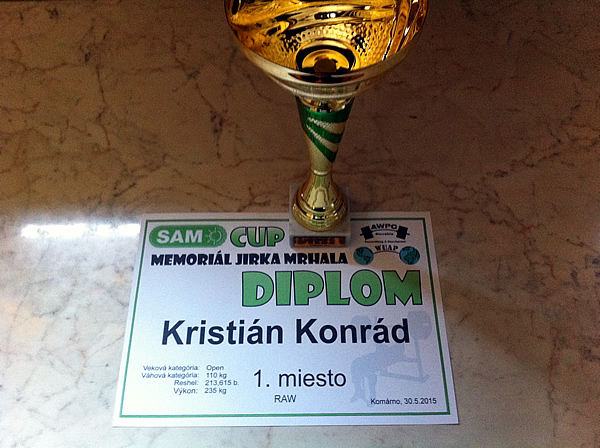 SAM CUP
AWPC
WUAP
MEMORIÁL JIRKA MRHALA
DIPLOM
Kristián Konrád
Veková kategória: Open
Váhová kategória: 110 kg
Reshel: 213,615 b.
Výkon: 235 kg
1. miesto
RAW
Komárno, 30.5.2015